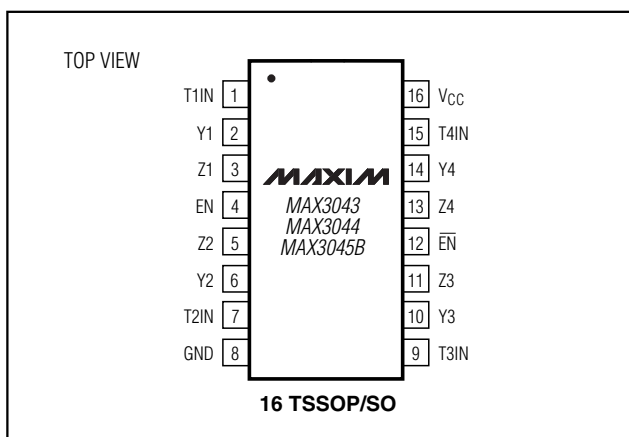 TOP VIEW
T1IN 1
Y1 2
Z1 3
EN 4
Z2 5
Y2 6
T2IN 7
GND 8
MAXIM
MAX3043
MAX3044
MAX3045B
16 VCC
15 T4IN
14 Y4
13 Z4
12 E̅N̅
11 Z3
10 Y3
9 T3IN
16 TSSOP/SO